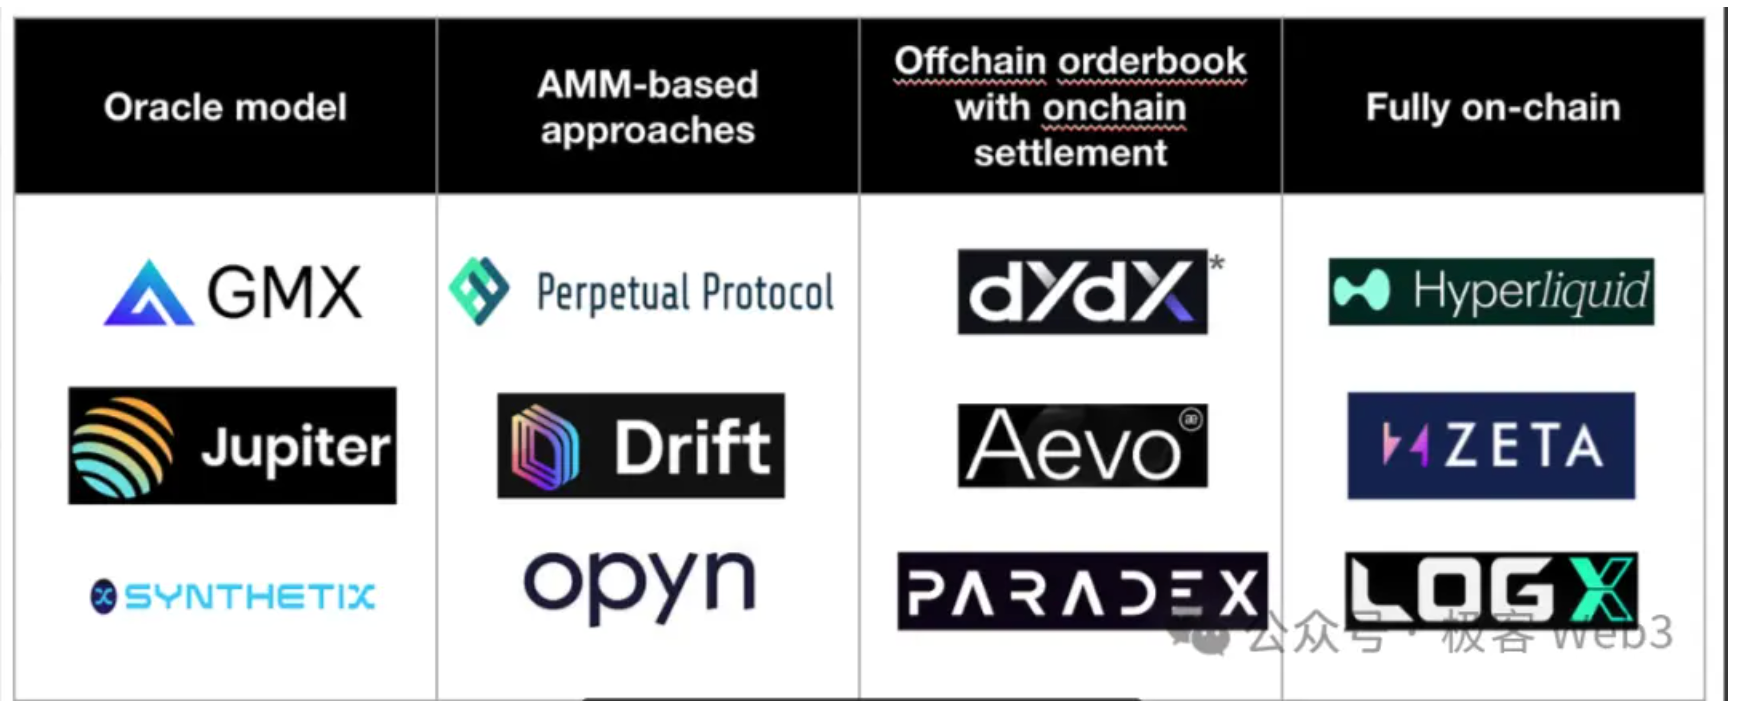 Oracle model
AMM-based
approaches
Offchain orderbook
with onchain
settlement
Fully on-chain
GMX
Perpetual Protocol
dYdX*
Hyperliquid
Jupiter
Drift
Aevo æ
ZETA
SYNTHETIX
opyn
PARADEX
LOGX
公众号 · 极客 Web3